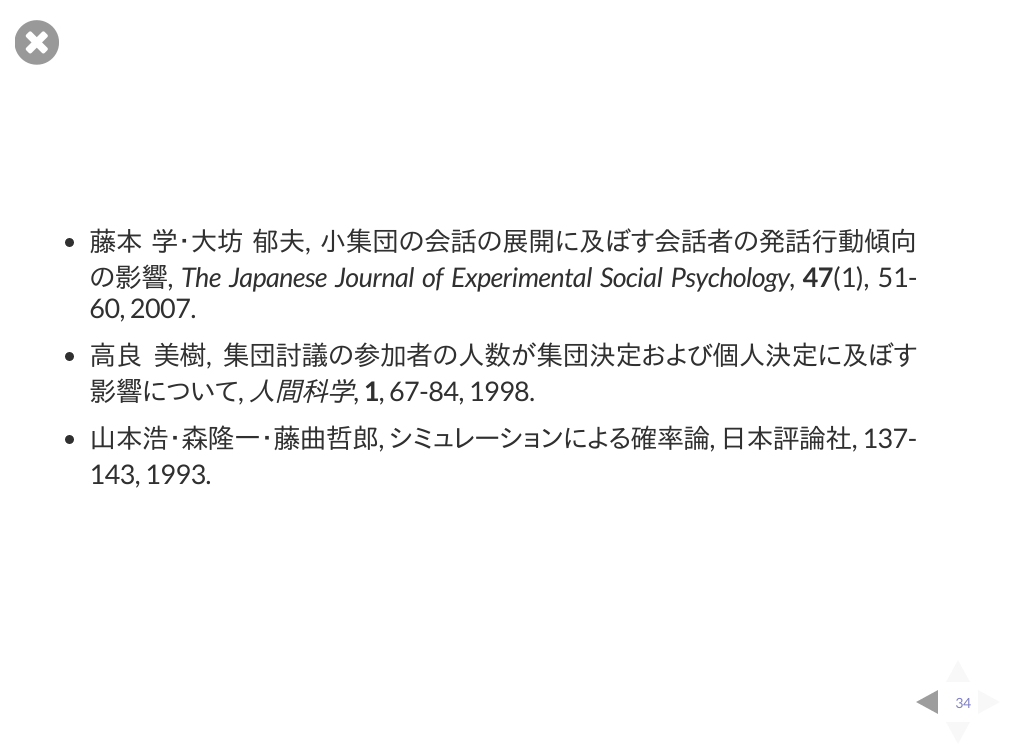 藤本 学・大坊 郁夫, 小集団の会話の展開に及ぼす会話者の発話行動傾向
の影響, The Japanese Journal of Experimental Social Psychology, 47(1), 51-
60, 2007.
高良 美樹, 集団討議の参加者の人数が集団決定および個人決定に及ぼす
影響について, 人間科学, 1, 67-84, 1998.
山本浩・森隆一・藤曲哲郎, シミュレーションによる確率論, 日本評論社, 137-
143, 1993.
34